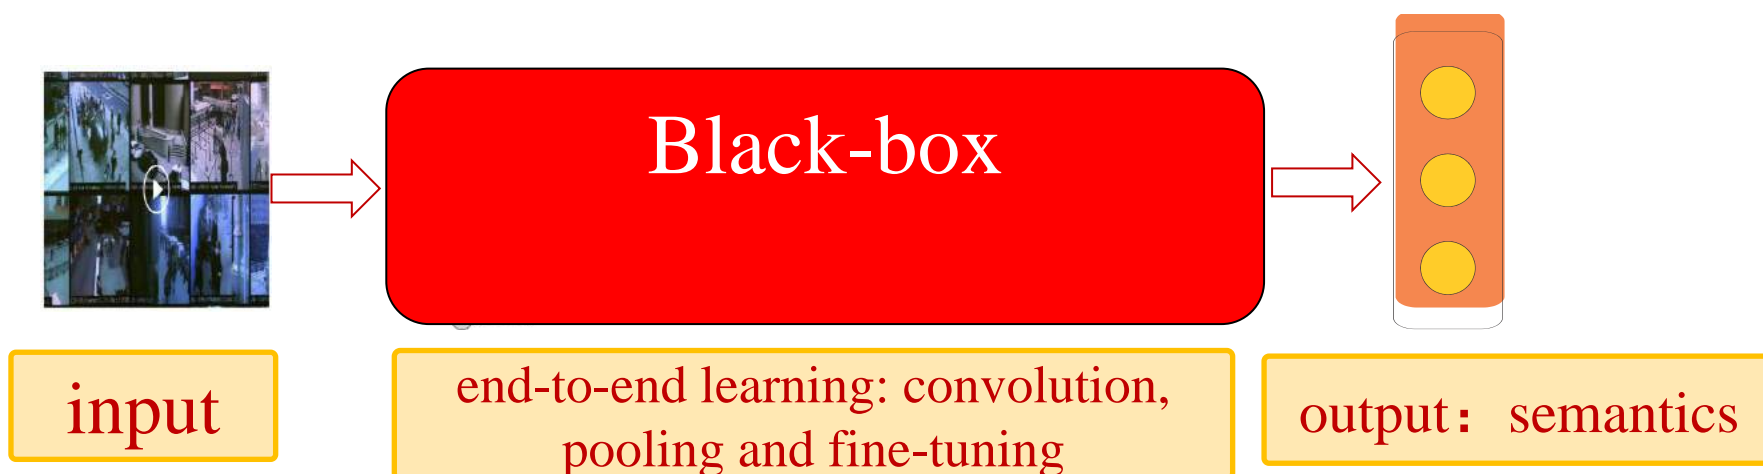 Black-box
input
end-to-end learning: convolution,
pooling and fine-tuning
output：semantics